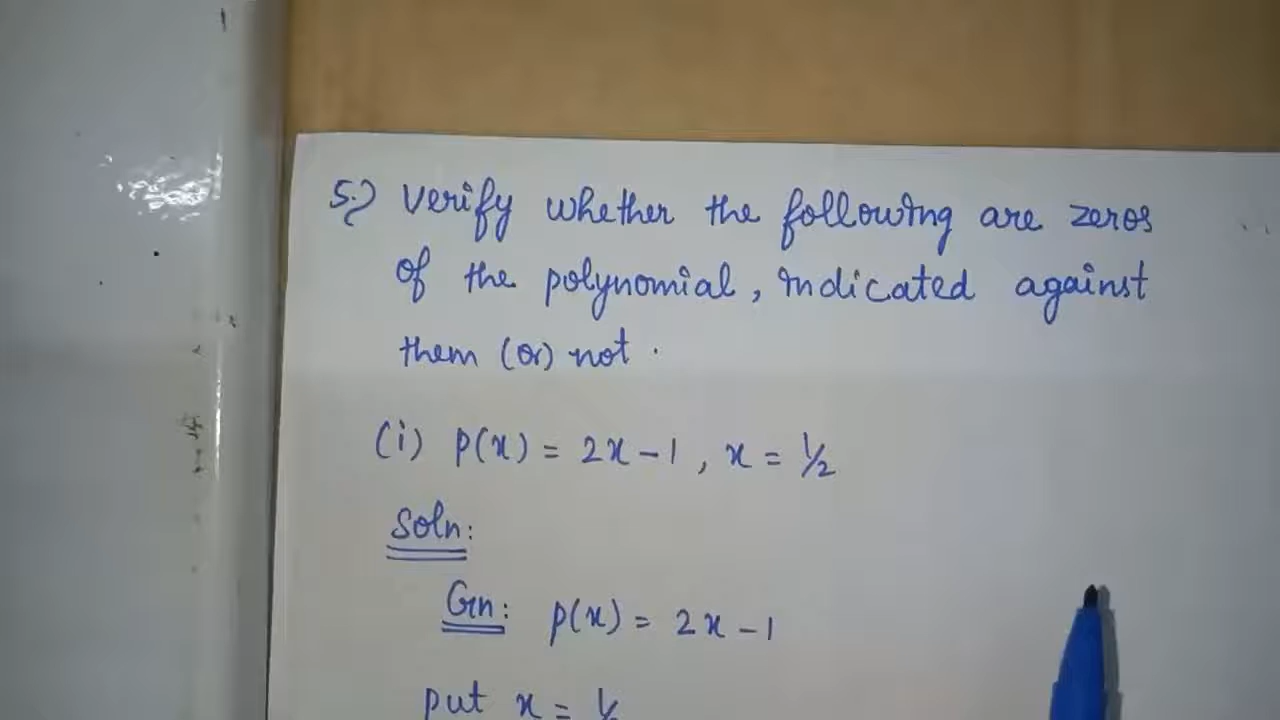 5.) Verify whether the following are zeros
of the polynomial, indicated against
them (or) not.
(i) p(x) = 2x-1, x = 1/2
Soln:
Gn: p(x) = 2x-1
put x = 1/2